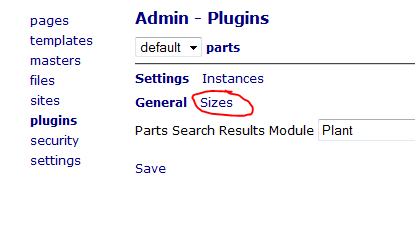 pages
templates
masters
files
sites
plugins
security
settings
Admin - Plugins
default parts
Settings Instances
General Sizes
Parts Search Results Module Plant
Save